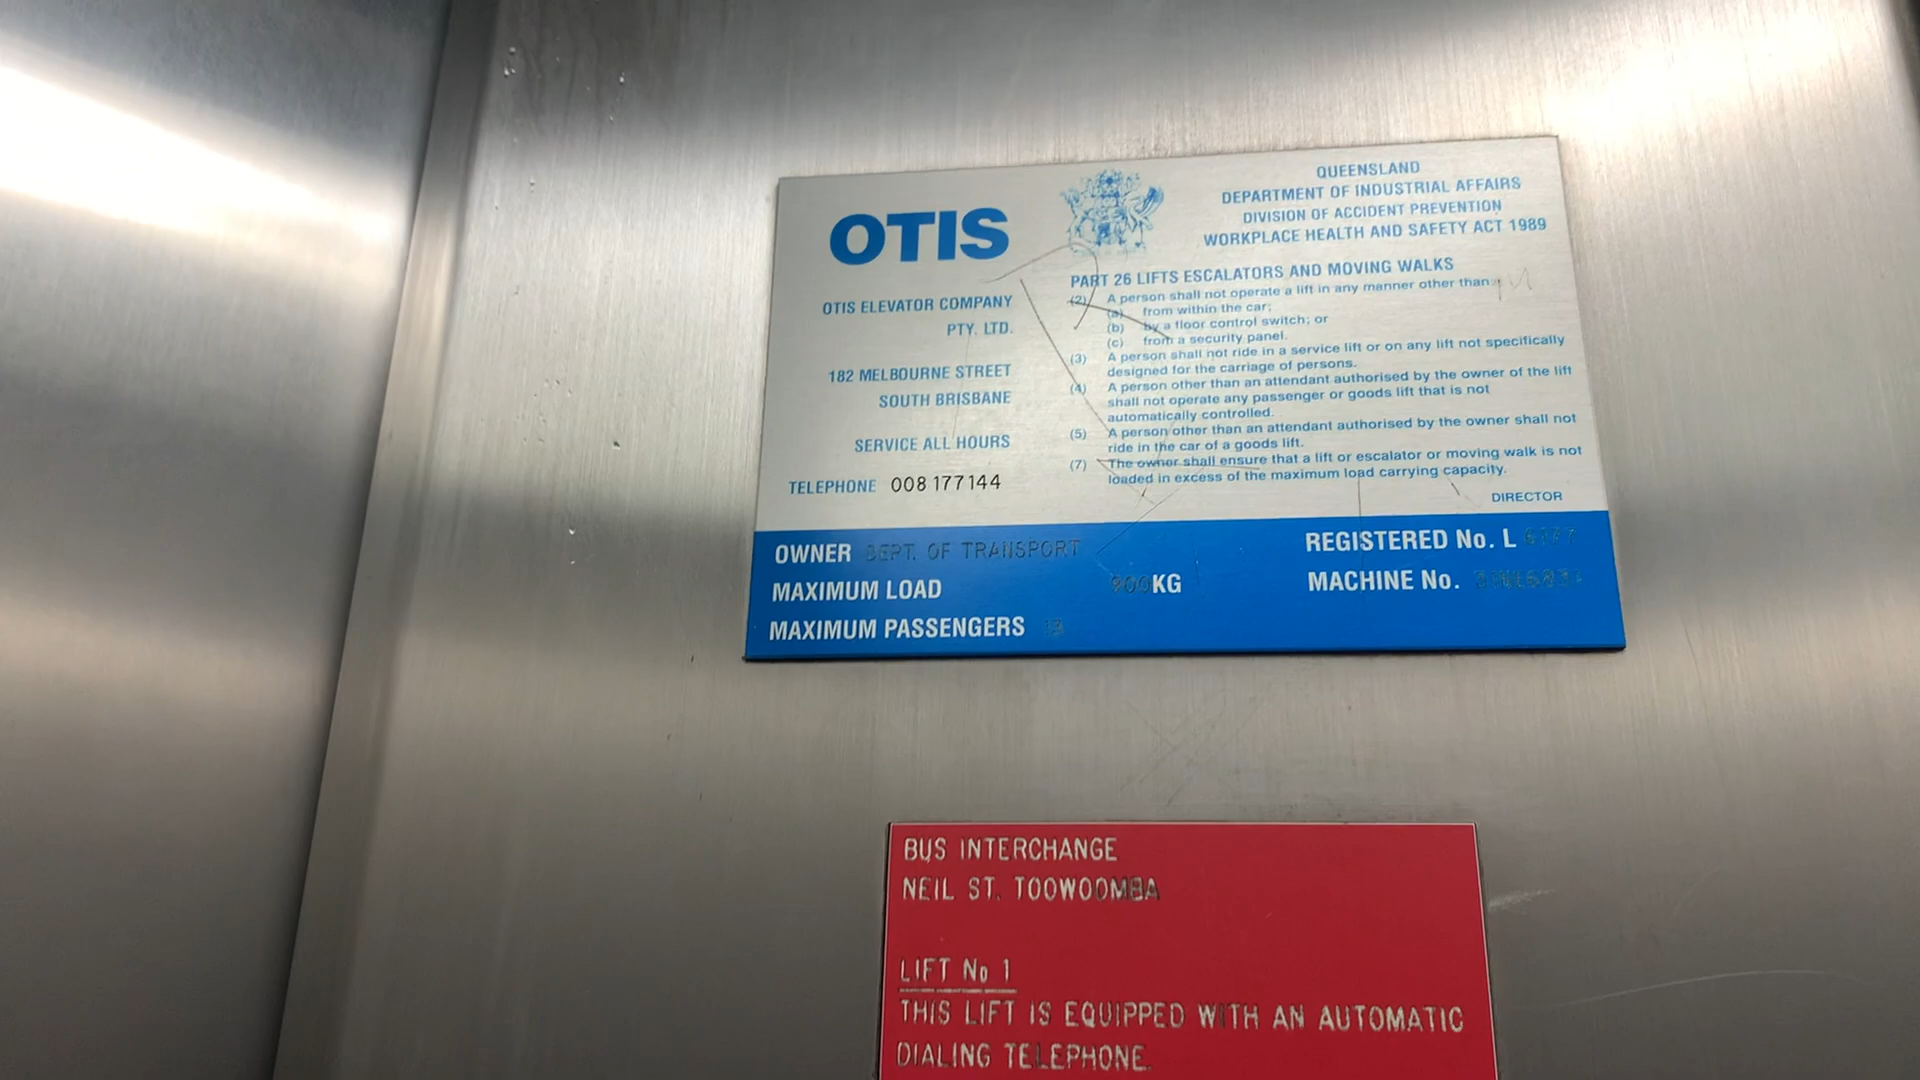 OTIS
OTIS ELEVATOR COMPANY
PTY. LTD.
182 MELBOURNE STREET
SOUTH BRISBANE
SERVICE ALL HOURS
TELEPHONE 008 177144
QUEENSLAND
DEPARTMENT OF INDUSTRIAL AFFAIRS
DIVISION OF ACCIDENT PREVENTION
WORKPLACE HEALTH AND SAFETY ACT 1989
PART 26 LIFTS ESCALATORS AND MOVING WALKS
(2) A person shall not operate a lift in any manner other than:
(a) from within the car;
(b) by a floor control switch; or
(c) from a security panel.
(3) A person shall not ride in a service lift or on any lift not specifically
designed for the carriage of persons.
(4) A person other than an attendant authorised by the owner of the lift
shall not operate any passenger or goods lift that is not
automatically controlled.
(5) A person other than an attendant authorised by the owner shall not
ride in the car of a goods lift.
(7) The owner shall ensure that a lift or escalator or moving walk is not
loaded in excess of the maximum load carrying capacity.
DIRECTOR
OWNER DEPT. OF TRANSPORT
MAXIMUM LOAD 900KG
MAXIMUM PASSENGERS
REGISTERED No. L
MACHINE No.
BUS INTERCHANGE
NEIL ST. TOOWOOMBA
LIFT No 1
THIS LIFT IS EQUIPPED WITH AN AUTOMATIC
DIALING TELEPHONE.